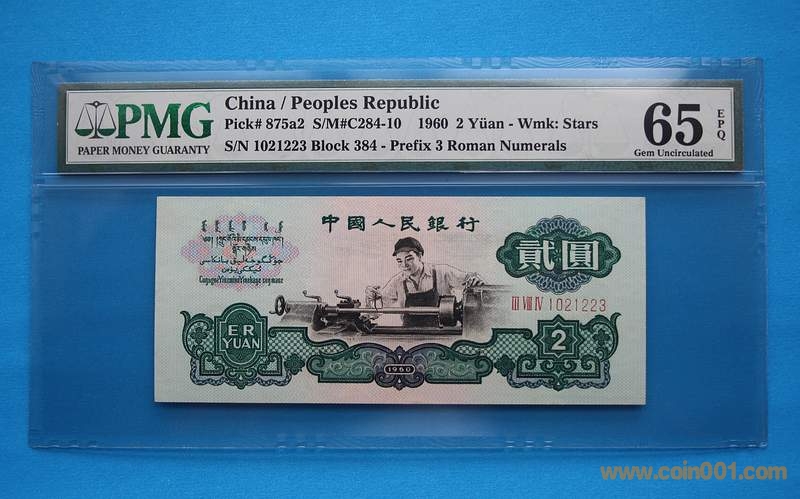 PMG
PAPER MONEY GUARANTY
China / Peoples Republic
Pick# 875a2 S/M#C284-10 1960 2 Yüan - Wmk: Stars
S/N 1021223 Block 384 - Prefix 3 Roman Numerals
65
EPQ
Gem Uncirculated
中國人民銀行
貳圓
III VIII IV 1021223
ER
YUAN
2
1960
www.coin001.com